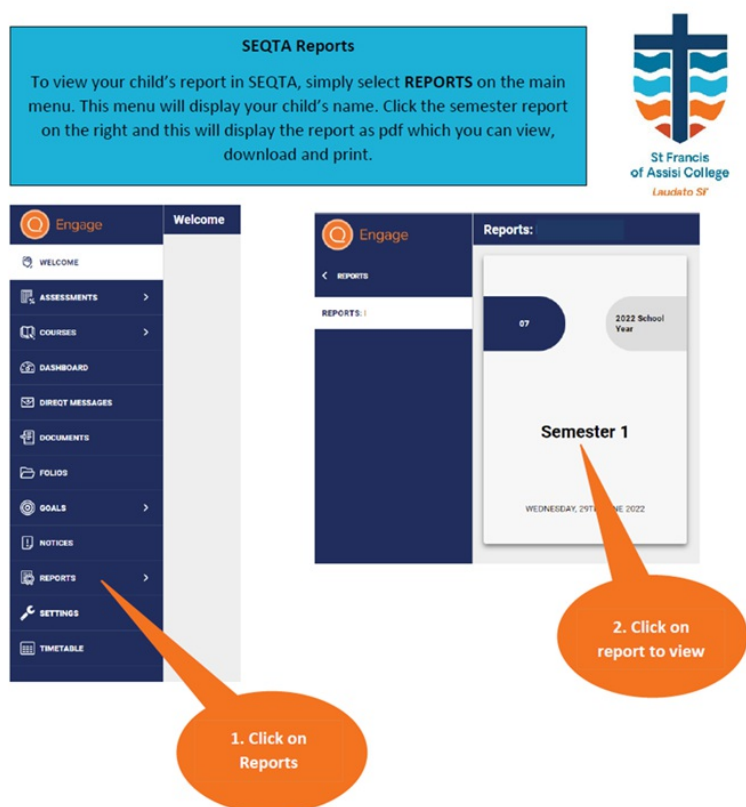 SEQTA Reports
To view your child's report in SEQTA, simply select REPORTS on the main
menu. This menu will display your child's name. Click the semester report
on the right and this will display the report as pdf which you can view,
download and print.
St Francis
of Assisi College
Laudato Si'
Engage
WELCOME
ASSESSMENTS
COURSES
DASHBOARD
DIREQT MESSAGES
DOCUMENTS
FOLIOS
GOALS
NOTICES
REPORTS
SETTINGS
TIMETABLE
Welcome
Engage
REPORTS
REPORTS:
Reports:
07
2022 School
Year
Semester 1
WEDNESDAY, 29TH NE 2022
1. Click on
Reports
2. Click on
report to view